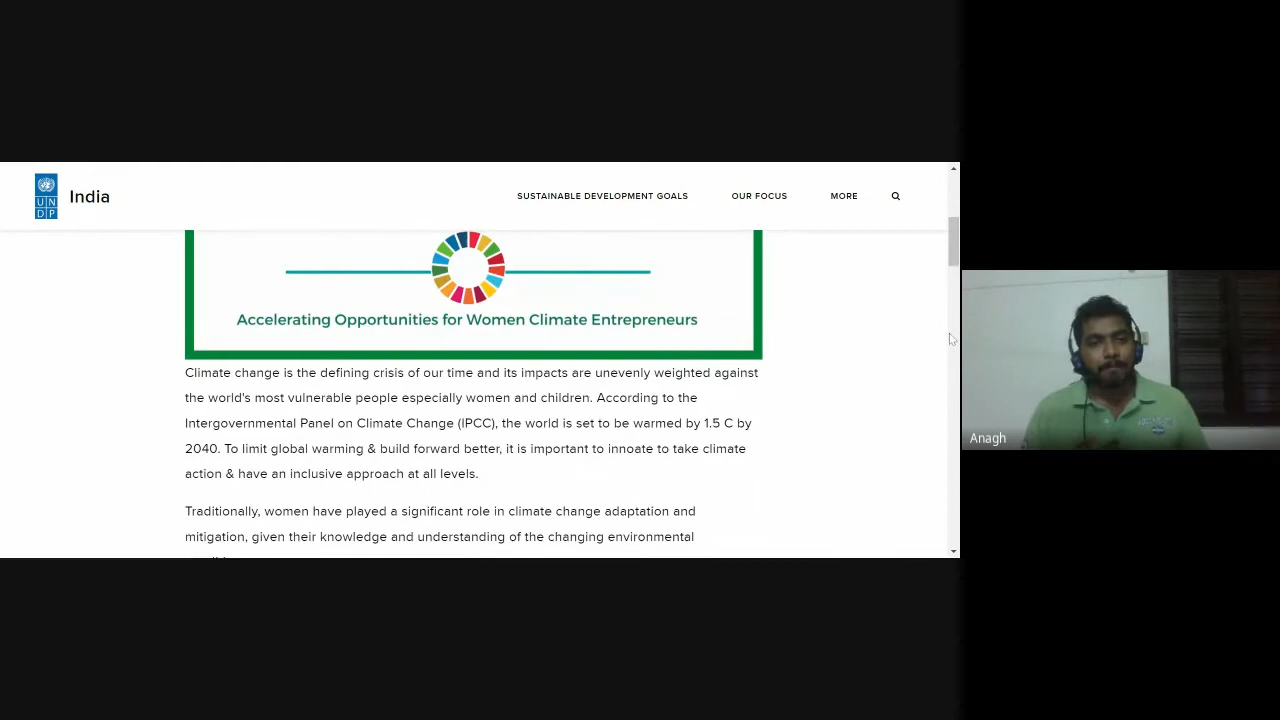 UN
DP
India
SUSTAINABLE DEVELOPMENT GOALS
OUR FOCUS
MORE
Accelerating Opportunities for Women Climate Entrepreneurs
Climate change is the defining crisis of our time and its impacts are unevenly weighted against
the world's most vulnerable people especially women and children. According to the
Intergovernmental Panel on Climate Change (IPCC), the world is set to be warmed by 1.5 C by
2040. To limit global warming & build forward better, it is important to innoate to take climate
action & have an inclusive approach at all levels.
Traditionally, women have played a significant role in climate change adaptation and
mitigation, given their knowledge and understanding of the changing environmental
Anagh